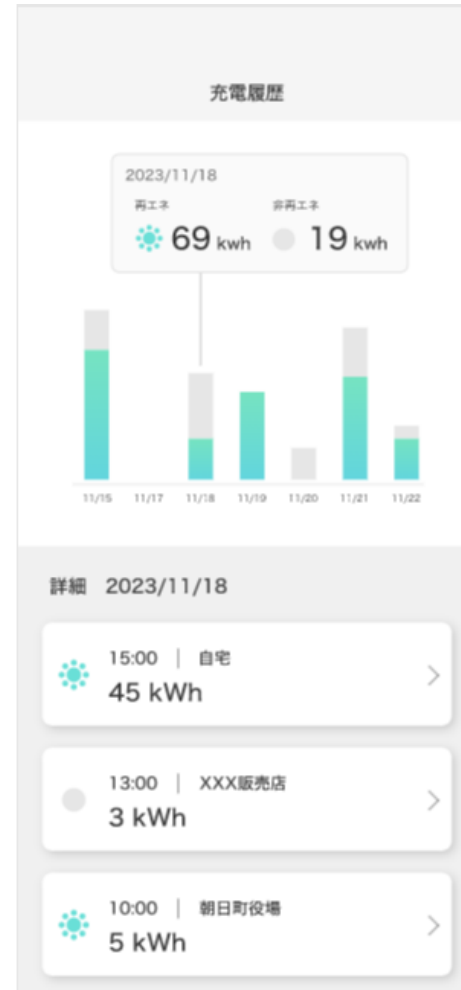 充電履歴
2023/11/18
再エネ 非再エネ
69 kwh 19 kwh
11/15 11/17 11/18 11/19 11/20 11/21 11/22
詳細 2023/11/18
15:00 | 自宅
45 kWh
13:00 | XXX販売店
3 kWh
10:00 | 朝日町役場
5 kWh